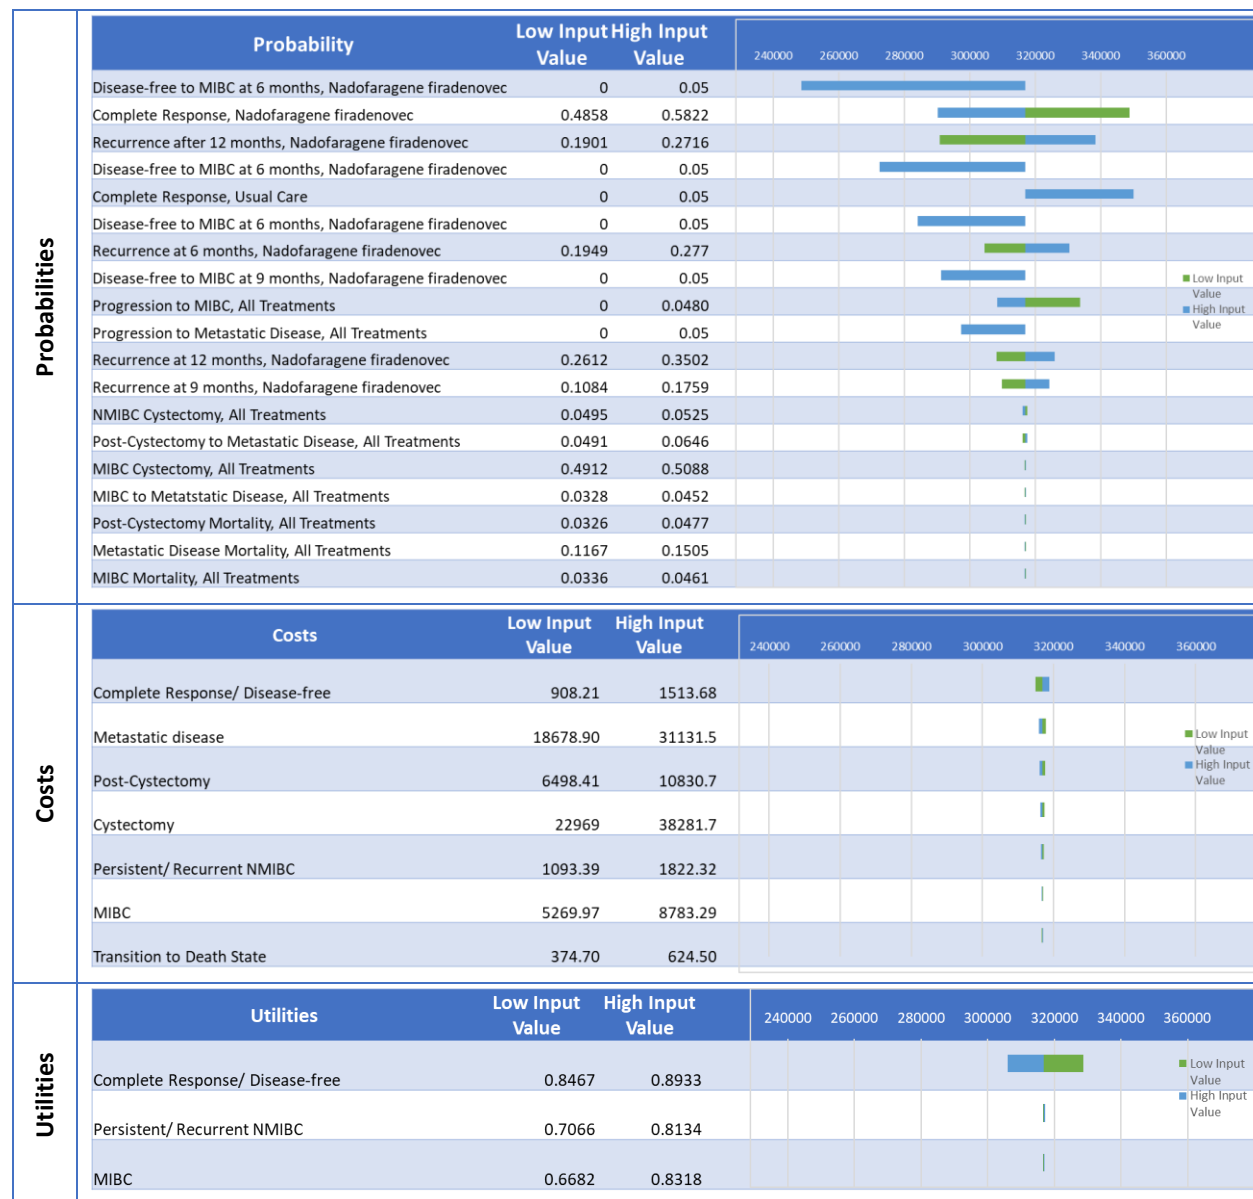 Probabilities
Probability Low Input Value High Input Value
240000 260000 280000 300000 320000 340000 360000
Disease-free to MIBC at 6 months, Nadofaragene firadenovec 0 0.05
Complete Response, Nadofaragene firadenovec 0.4858 0.5822
Recurrence after 12 months, Nadofaragene firadenovec 0.1901 0.2716
Disease-free to MIBC at 6 months, Nadofaragene firadenovec 0 0.05
Complete Response, Usual Care 0 0.05
Disease-free to MIBC at 6 months, Nadofaragene firadenovec 0 0.05
Recurrence at 6 months, Nadofaragene firadenovec 0.1949 0.277
Disease-free to MIBC at 9 months, Nadofaragene firadenovec 0 0.05
Progression to MIBC, All Treatments 0 0.0480
Progression to Metastatic Disease, All Treatments 0 0.05
Recurrence at 12 months, Nadofaragene firadenovec 0.2612 0.3502
Recurrence at 9 months, Nadofaragene firadenovec 0.1084 0.1759
NMIBC Cystectomy, All Treatments 0.0495 0.0525
Post-Cystectomy to Metastatic Disease, All Treatments 0.0491 0.0646
MIBC Cystectomy, All Treatments 0.4912 0.5088
MIBC to Metatstatic Disease, All Treatments 0.0328 0.0452
Post-Cystectomy Mortality, All Treatments 0.0326 0.0477
Metastatic Disease Mortality, All Treatments 0.1167 0.1505
MIBC Mortality, All Treatments 0.0336 0.0461
Low Input
Value
High Input
Value
Costs
Costs Low Input Value High Input Value
240000 260000 280000 300000 320000 340000 360000
Complete Response/ Disease-free 908.21 1513.68
Metastatic disease 18678.90 31131.5
Post-Cystectomy 6498.41 10830.7
Cystectomy 22969 38281.7
Persistent/ Recurrent NMIBC 1093.39 1822.32
MIBC 5269.97 8783.29
Transition to Death State 374.70 624.50
Low Input
Value
High Input
Value
Utilities
Utilities Low Input Value High Input Value
240000 260000 280000 300000 320000 340000 360000
Complete Response/ Disease-free 0.8467 0.8933
Persistent/ Recurrent NMIBC 0.7066 0.8134
MIBC 0.6682 0.8318
Low Input
Value
High Input
Value